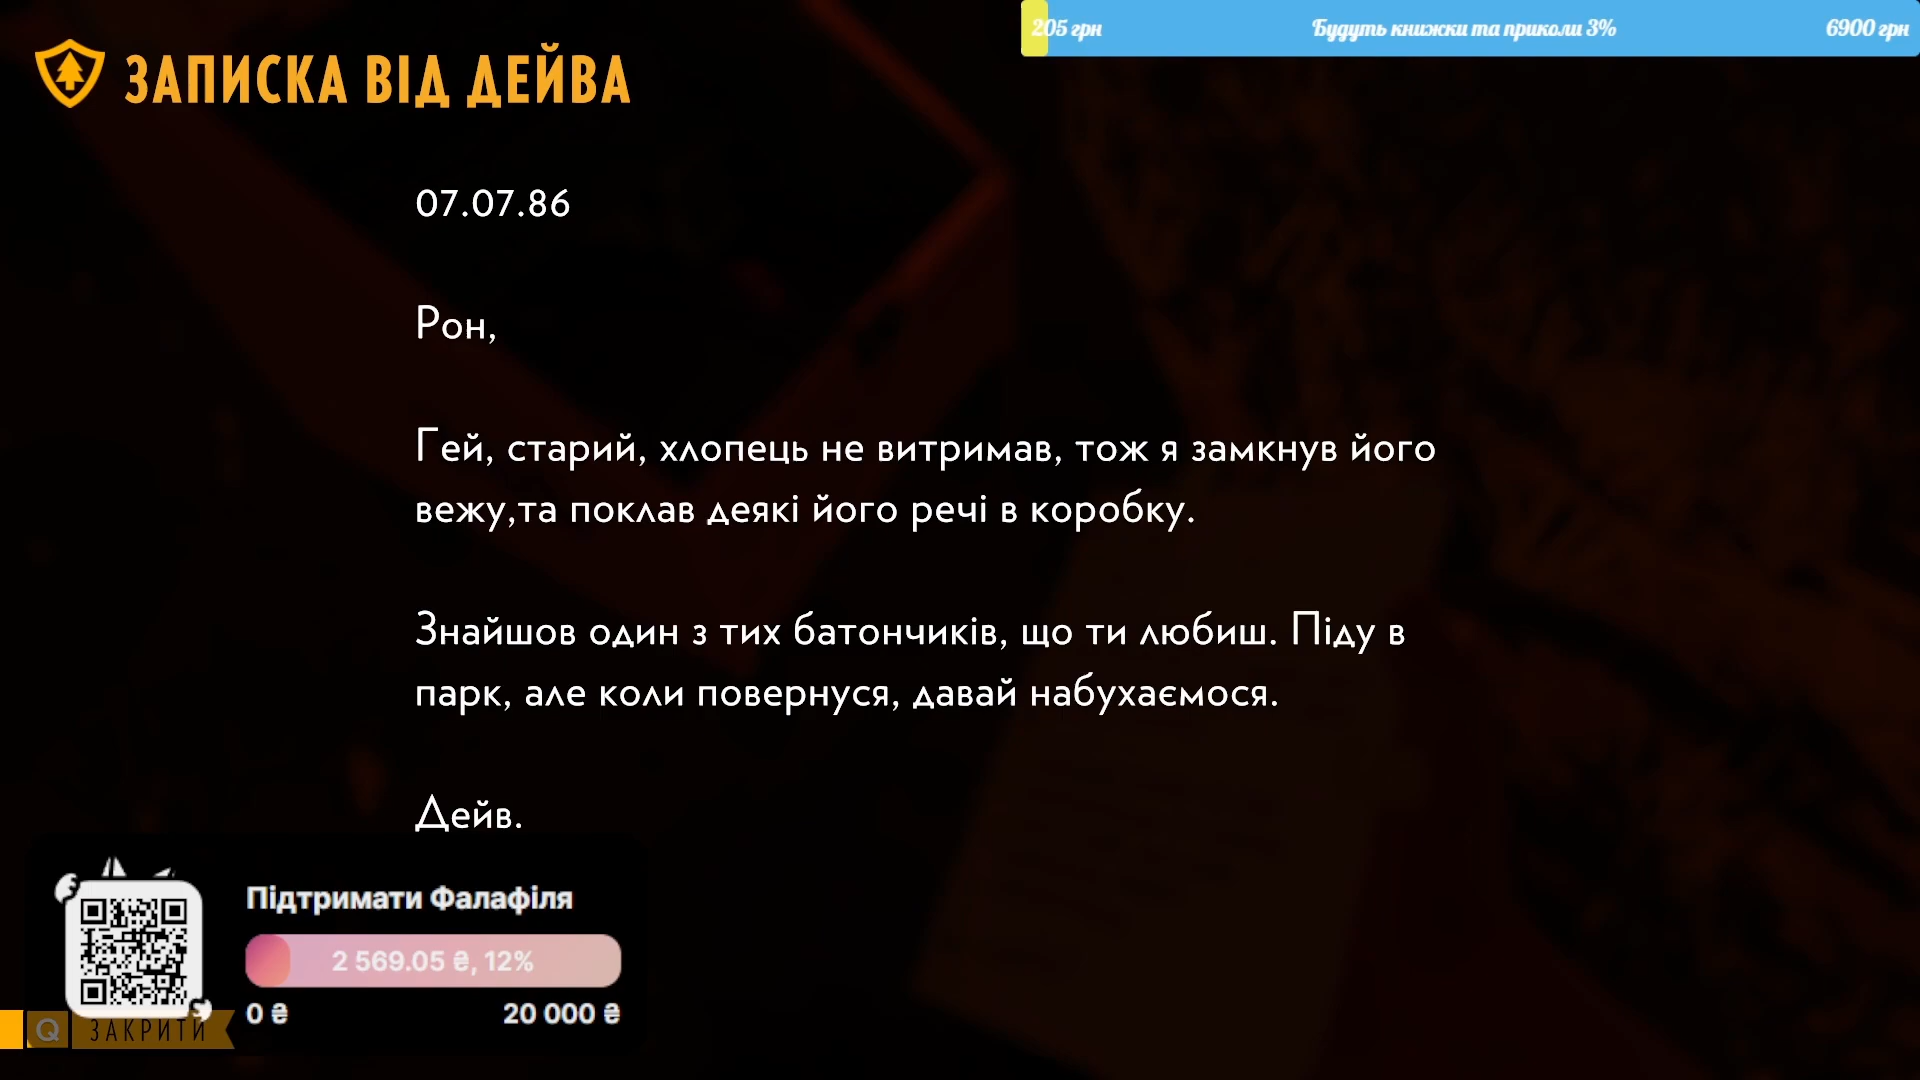 205 грн Будуть книжки та приколи 3% 6900 грн
ЗАПИСКА ВІД ДЕЙВА
07.07.86
Рон,
Гей, старий, хлопець не витримав, тож я замкнув його
вежу,та поклав деякі його речі в коробку.
Знайшов один з тих батончиків, що ти любиш. Піду в
парк, але коли повернуся, давай набухаємося.
Дейв.
Підтримати Фалафіля
2 569.05 ₴, 12%
0 ₴ 20 000 ₴
Q ЗАКРИТИ